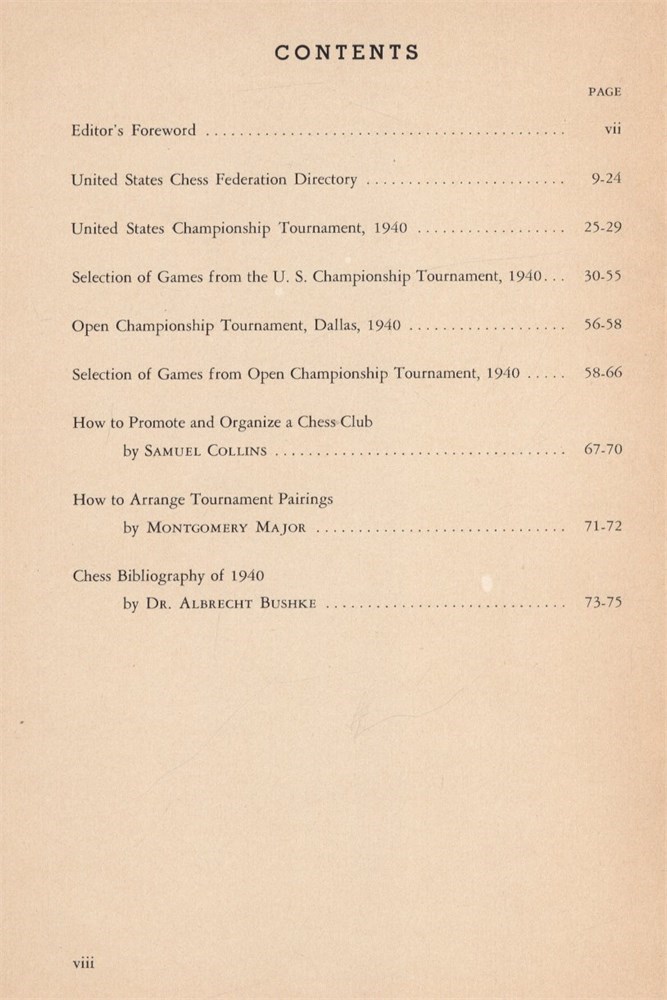 CONTENTS
PAGE
Editor's Foreword ........................................... vii
United States Chess Federation Directory ........................ 9-24
United States Championship Tournament, 1940 .................. 25-29
Selection of Games from the U. S. Championship Tournament, 1940... 30-55
Open Championship Tournament, Dallas, 1940 ................... 56-58
Selection of Games from Open Championship Tournament, 1940 ..... 58-66
How to Promote and Organize a Chess Club
by SAMUEL COLLINS ................................... 67-70
How to Arrange Tournament Pairings
by MONTGOMERY MAJOR .............................. 71-72
Chess Bibliography of 1940
by DR. ALBRECHT BUSHKE ............................. 73-75
viii